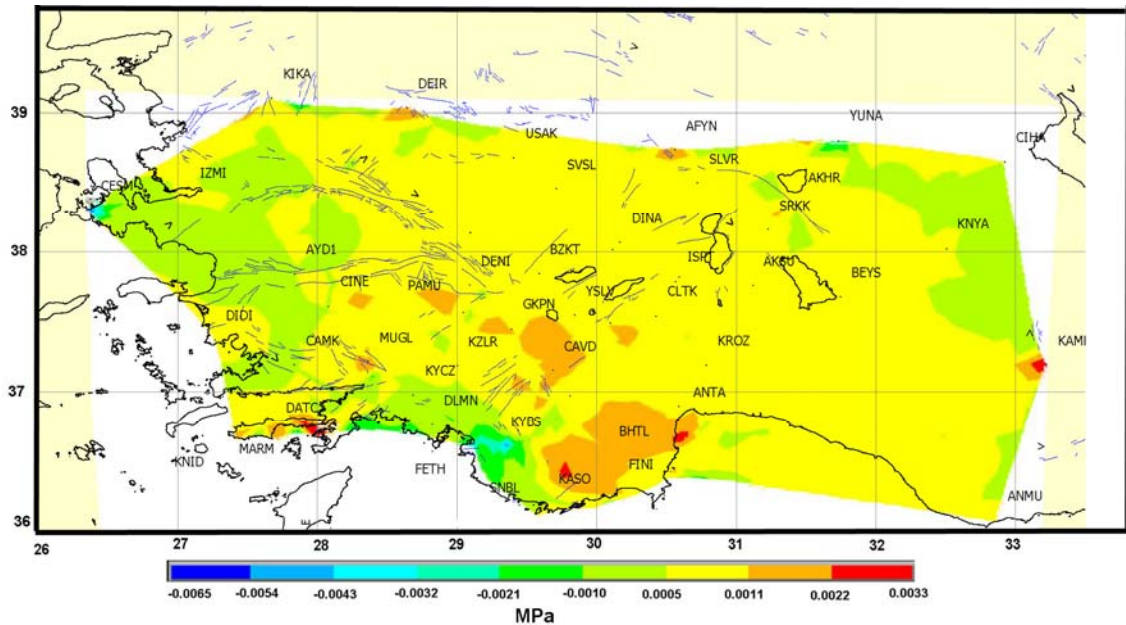 KIKA
DEIR
39
YUNA
AFYN
USAK
CIHA
SVSL
SLVR
IZMI
AKHR
CESM
SRKK
DINA
KNYA
38
AYD1
BZKT
ISPT
DENI
AKSU
BEYS
CINE
PAMU
YSLV
CLTK
GKPN
DIDI
CAMK
MUGL
KZLR
CAVD
KROZ
KAMI
KYCZ
37
DLMN
ANTA
DATC
KYBS
BHTL
MARM
KNID
FETH
FINI
KASO
SNBL
ANMU
36
E
26 27 28 29 30 31 32 33
-0.0065 -0.0054 -0.0043 -0.0032 -0.0021 -0.0010 0.0005 0.0011 0.0022 0.0033
MPa